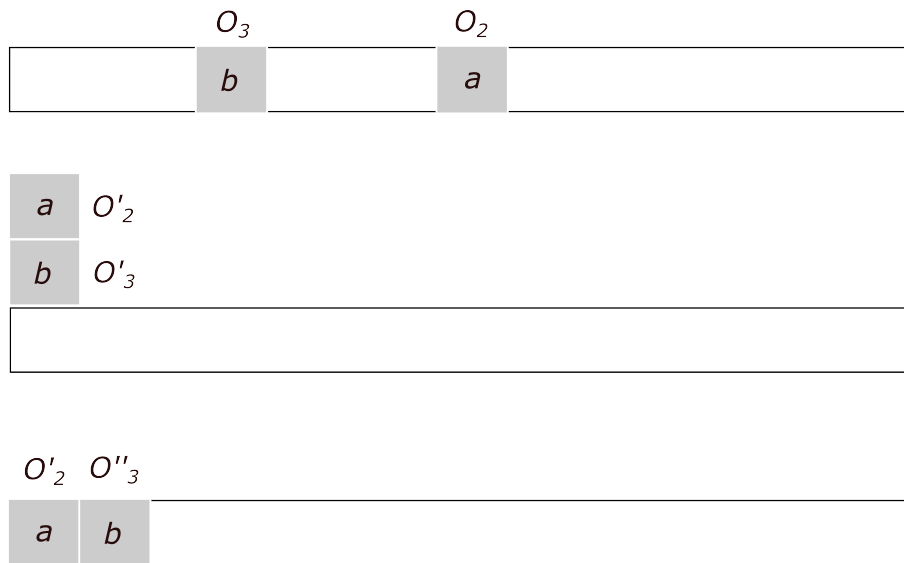 O₃ O₂
b a
a O'₂
b O'₃
O'₂ O''₃
a b